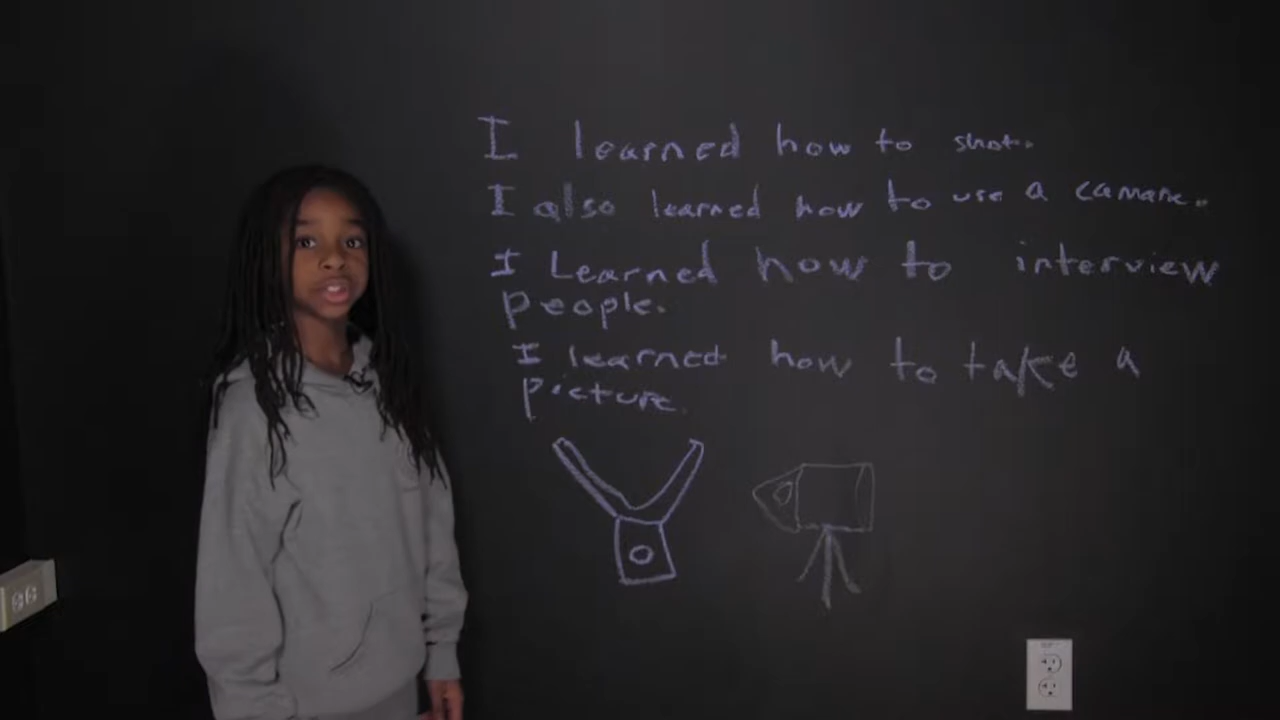 I learned how to shot.
I also learned how to use a camare.
I Learned how to interview
people.
I learned how to take a
picture.